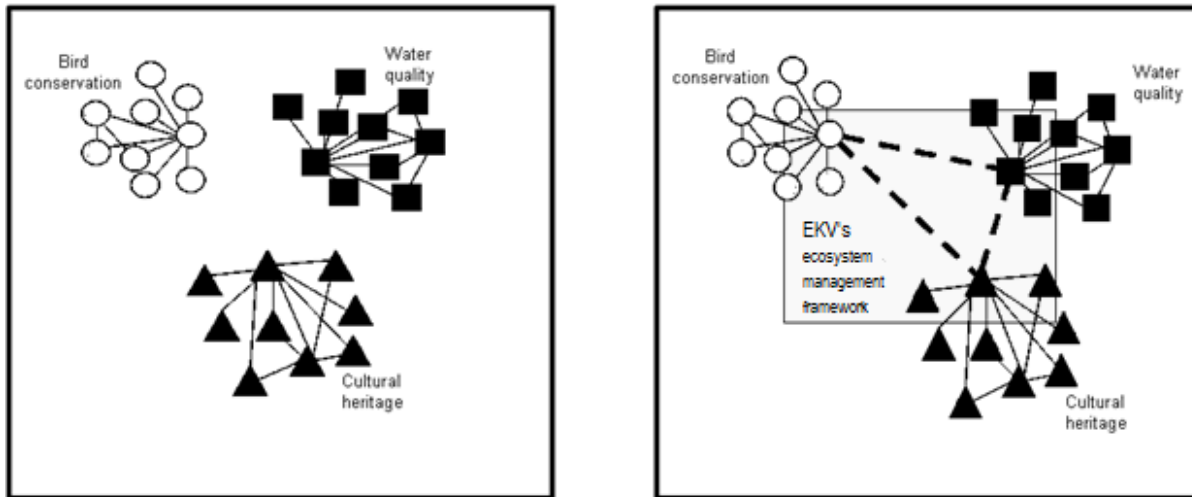 Bird
conservation
Water
quality
Cultural
heritage
Bird
conservation
Water
quality
EKV's
ecosystem
management
framework
Cultural
heritage